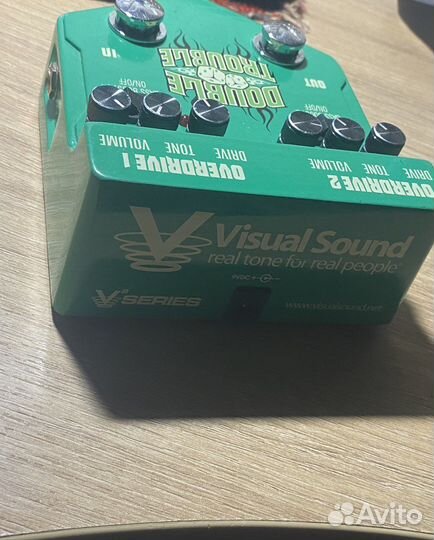 IN
OUT
DOUBLE
TROUBLE
ON/OFF
ON/OFF
DRIVE TONE VOLUME
OVERDRIVE 1
DRIVE TONE VOLUME
OVERDRIVE 2
Visual Sound
real tone for real people
9VDC
V² SERIES
www.visualsound.net
Avito